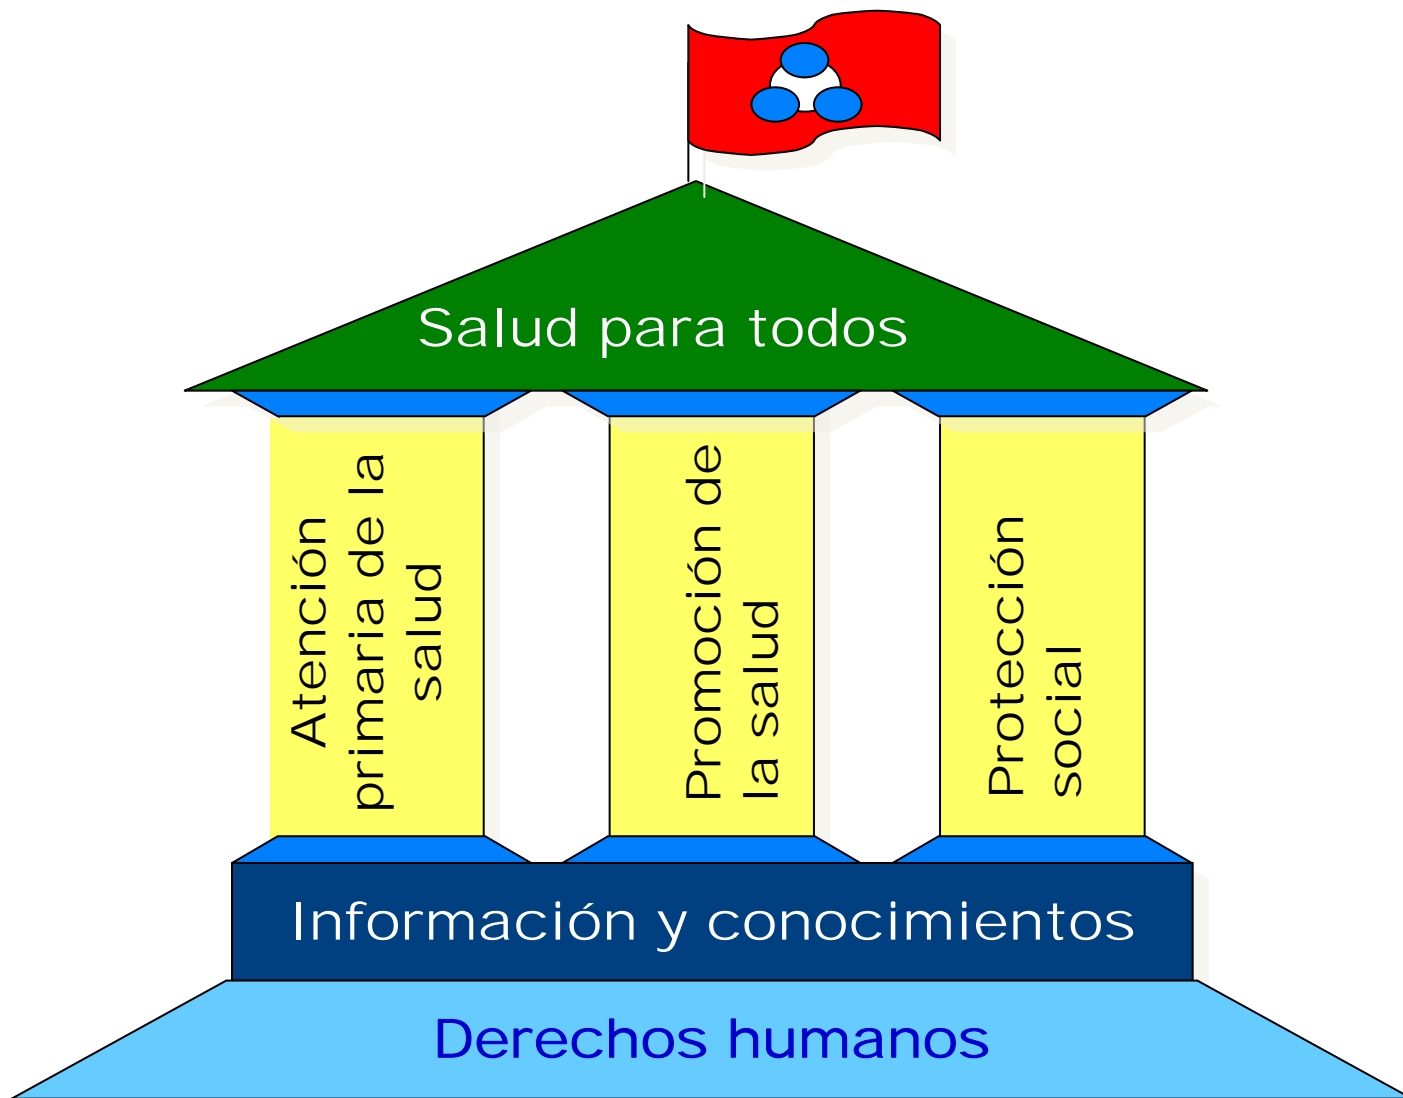 Salud para todos
Atención
primaria de la
salud
Promoción de
la salud
Protección
social
Información y conocimientos
Derechos humanos